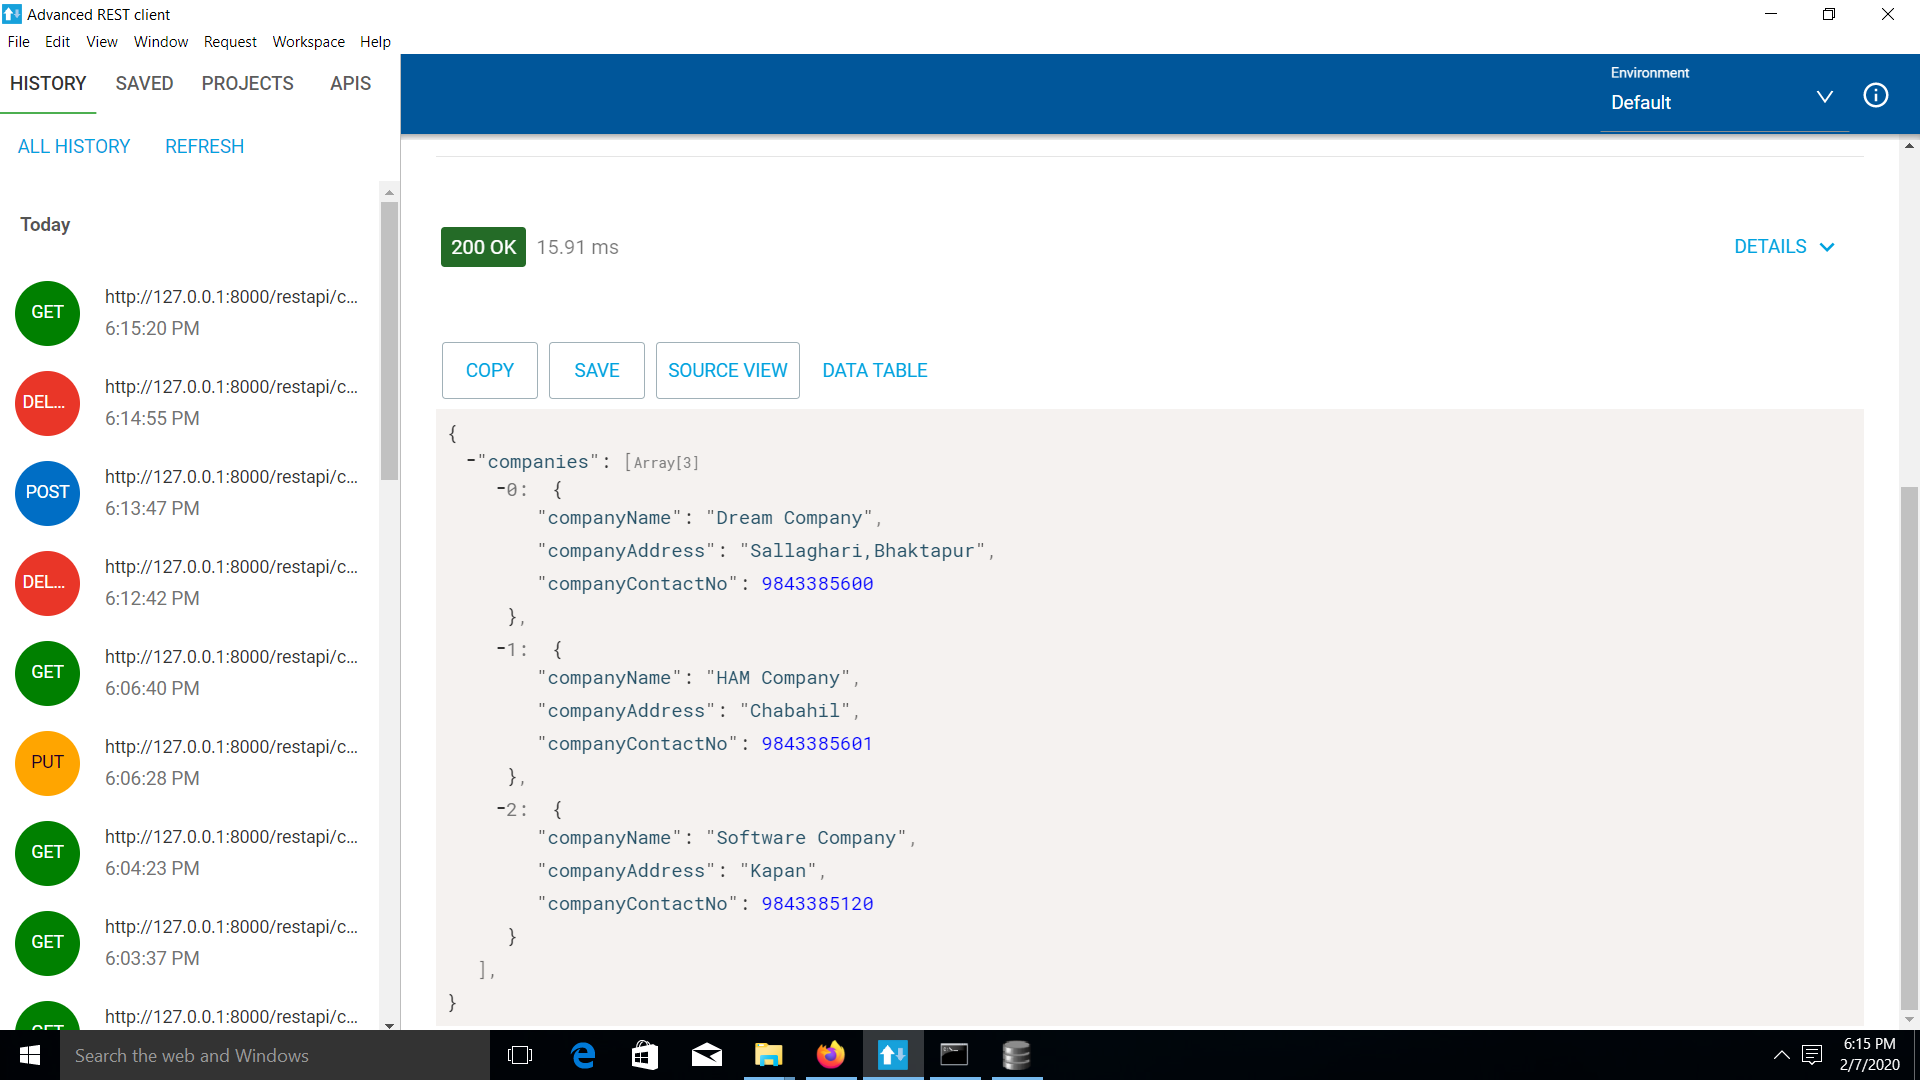 Advanced REST client
File Edit View Window Request Workspace Help
HISTORY SAVED PROJECTS APIS
ALL HISTORY REFRESH
Today
GET http://127.0.0.1:8000/restapi/c...
6:15:20 PM
DEL... http://127.0.0.1:8000/restapi/c...
6:14:55 PM
POST http://127.0.0.1:8000/restapi/c...
6:13:47 PM
DEL... http://127.0.0.1:8000/restapi/c...
6:12:42 PM
GET http://127.0.0.1:8000/restapi/c...
6:06:40 PM
PUT http://127.0.0.1:8000/restapi/c...
6:06:28 PM
GET http://127.0.0.1:8000/restapi/c...
6:04:23 PM
GET http://127.0.0.1:8000/restapi/c...
6:03:37 PM
GET http://127.0.0.1:8000/restapi/c...
Environment
Default
200 OK 15.91 ms
DETAILS
COPY SAVE SOURCE VIEW DATA TABLE
{
-"companies": [Array[3]
-0: {
"companyName": "Dream Company",
"companyAddress": "Sallaghari,Bhaktapur",
"companyContactNo": 9843385600
},
-1: {
"companyName": "HAM Company",
"companyAddress": "Chabahil",
"companyContactNo": 9843385601
},
-2: {
"companyName": "Software Company",
"companyAddress": "Kapan",
"companyContactNo": 9843385120
}
],
}
Search the web and Windows
6:15 PM
2/7/2020